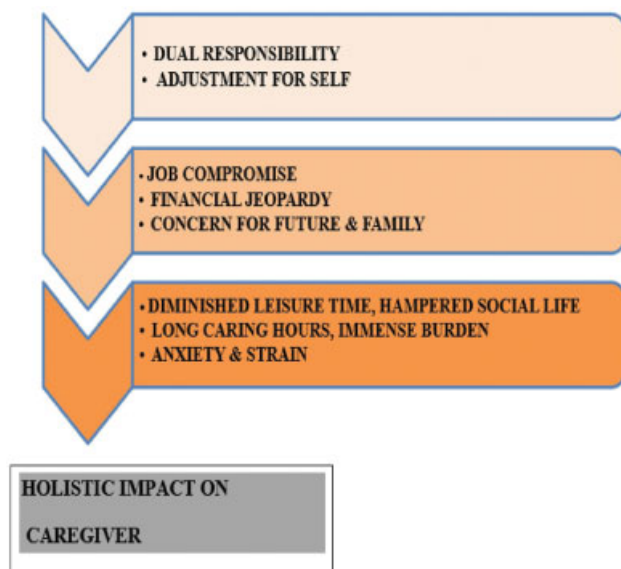 • DUAL RESPONSIBILITY
• ADJUSTMENT FOR SELF
• JOB COMPROMISE
• FINANCIAL JEOPARDY
• CONCERN FOR FUTURE & FAMILY
• DIMINISHED LEISURE TIME, HAMPERED SOCIAL LIFE
• LONG CARING HOURS, IMMENSE BURDEN
• ANXIETY & STRAIN
HOLISTIC IMPACT ON
CAREGIVER